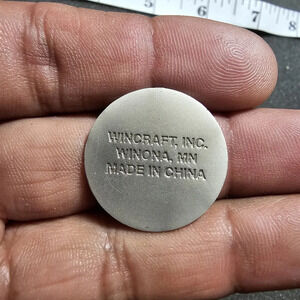 5 6 7 8
WINCRAFT, INC.
WINONA, MN
MADE IN CHINA